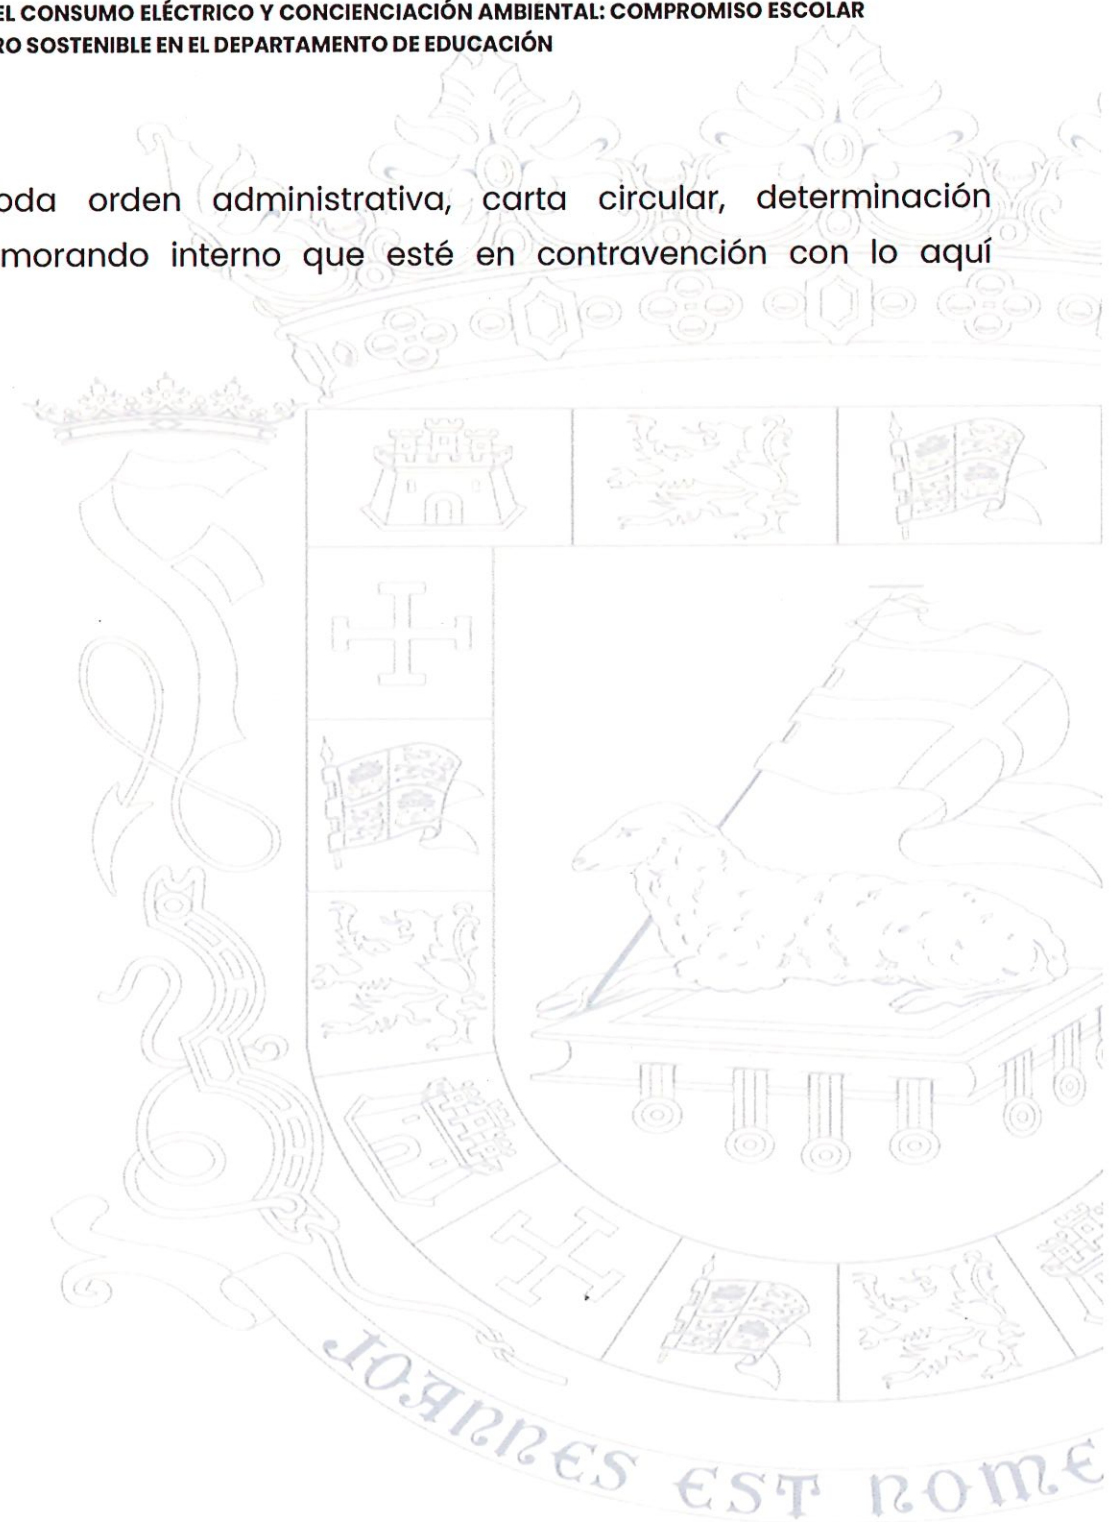 EL CONSUMO ELÉCTRICO Y CONCIENCIACIÓN AMBIENTAL: COMPROMISO ESCOLAR
RO SOSTENIBLE EN EL DEPARTAMENTO DE EDUCACIÓN
oda orden administrativa, carta circular, determinación
morando interno que esté en contravención con lo aquí
JOANNES EST NOME